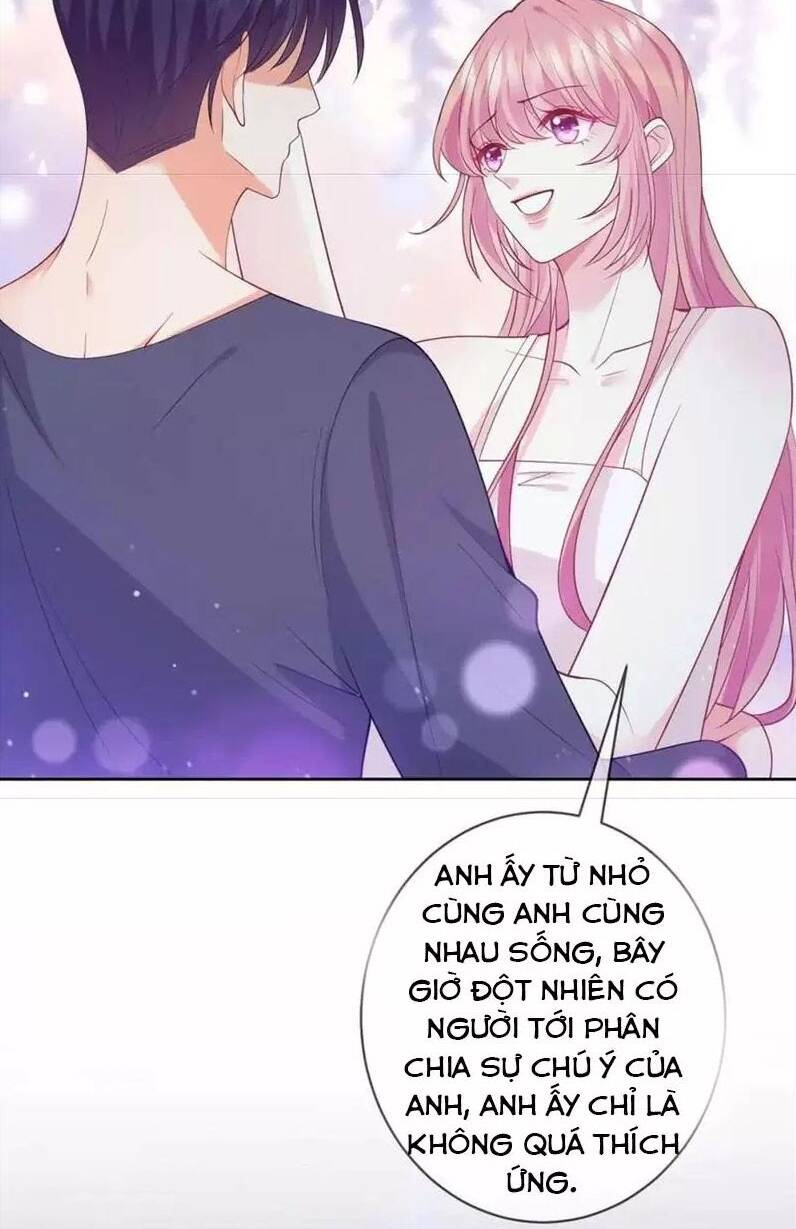 ANH ẤY TỪ NHỎ
CÙNG ANH CÙNG
NHAU SỐNG, BÂY
GIỜ ĐỘT NHIÊN CÓ
NGƯỜI TỚI PHÂN
CHIA SỰ CHÚ Ý CỦA
ANH, ANH ẤY CHỈ LÀ
KHÔNG QUÁ THÍCH
ỨNG.